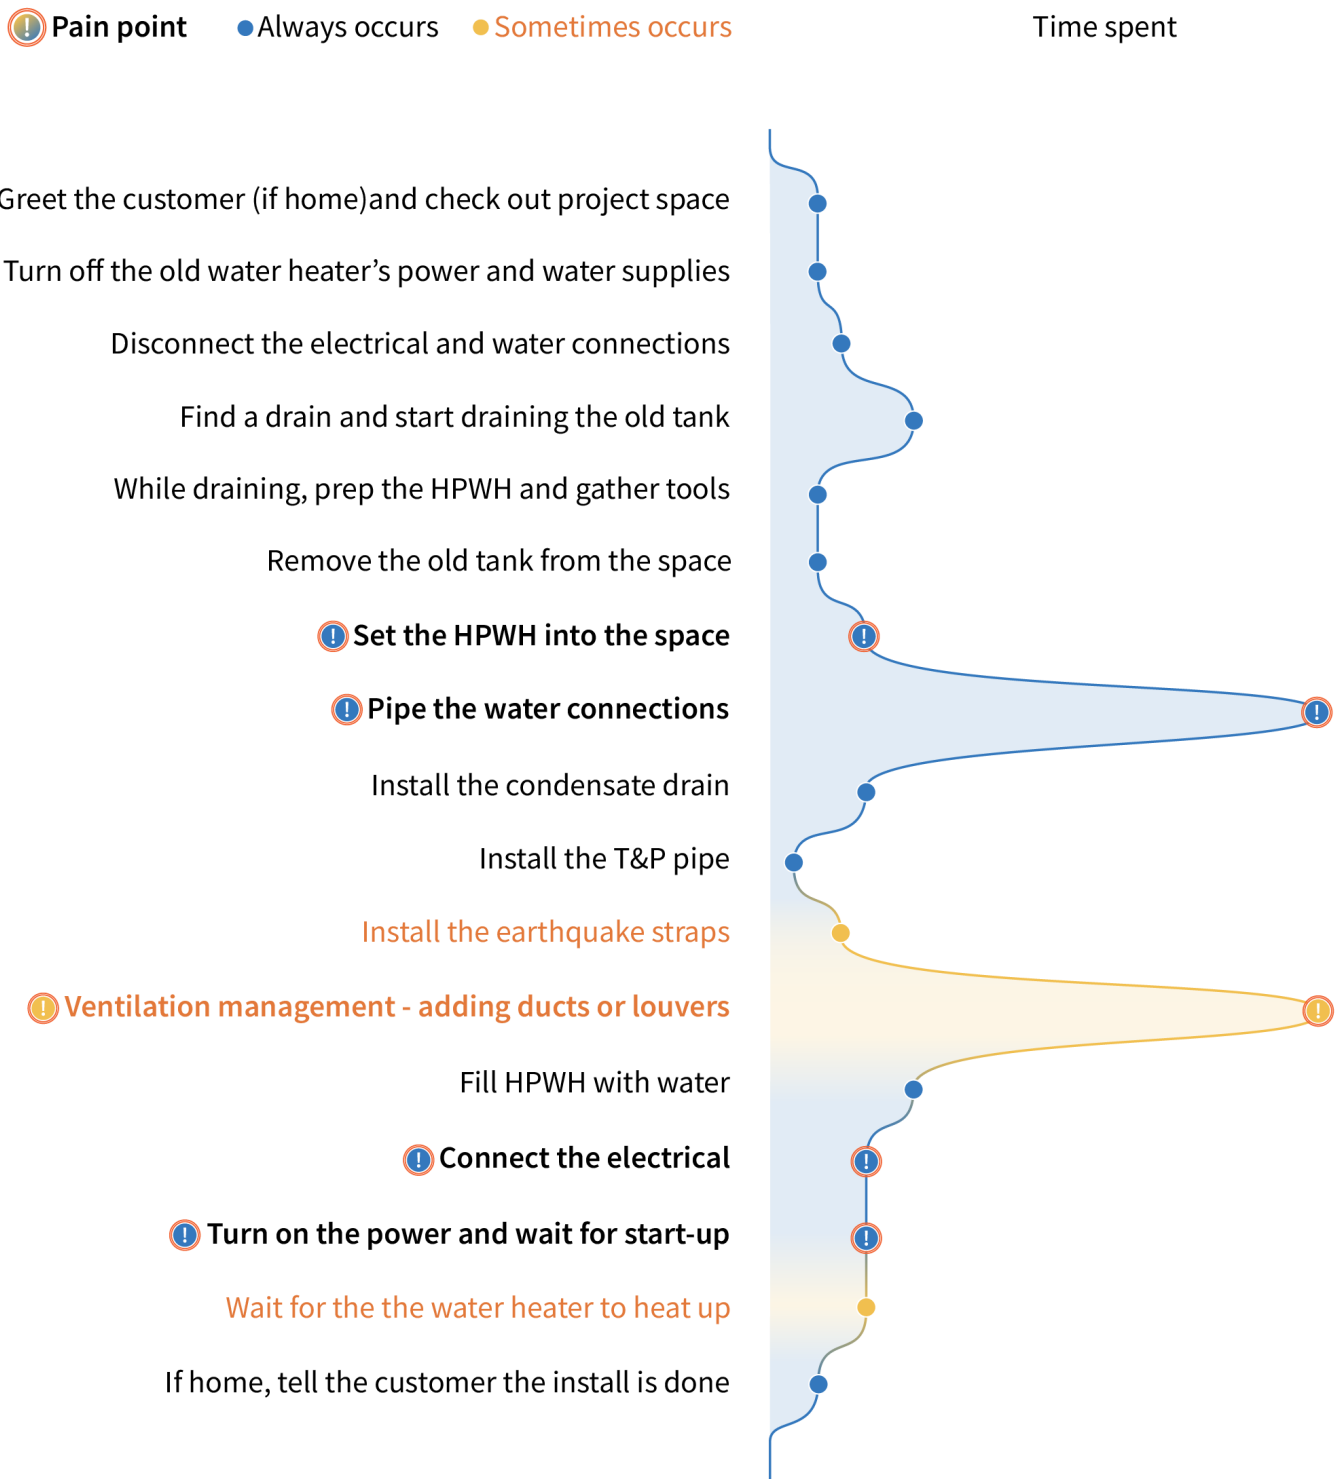 Pain point
Always occurs
Sometimes occurs
Time spent
Greet the customer (if home)and check out project space
Turn off the old water heater’s power and water supplies
Disconnect the electrical and water connections
Find a drain and start draining the old tank
While draining, prep the HPWH and gather tools
Remove the old tank from the space
Set the HPWH into the space
Pipe the water connections
Install the condensate drain
Install the T&P pipe
Install the earthquake straps
Ventilation management - adding ducts or louvers
Fill HPWH with water
Connect the electrical
Turn on the power and wait for start-up
Wait for the the water heater to heat up
If home, tell the customer the install is done